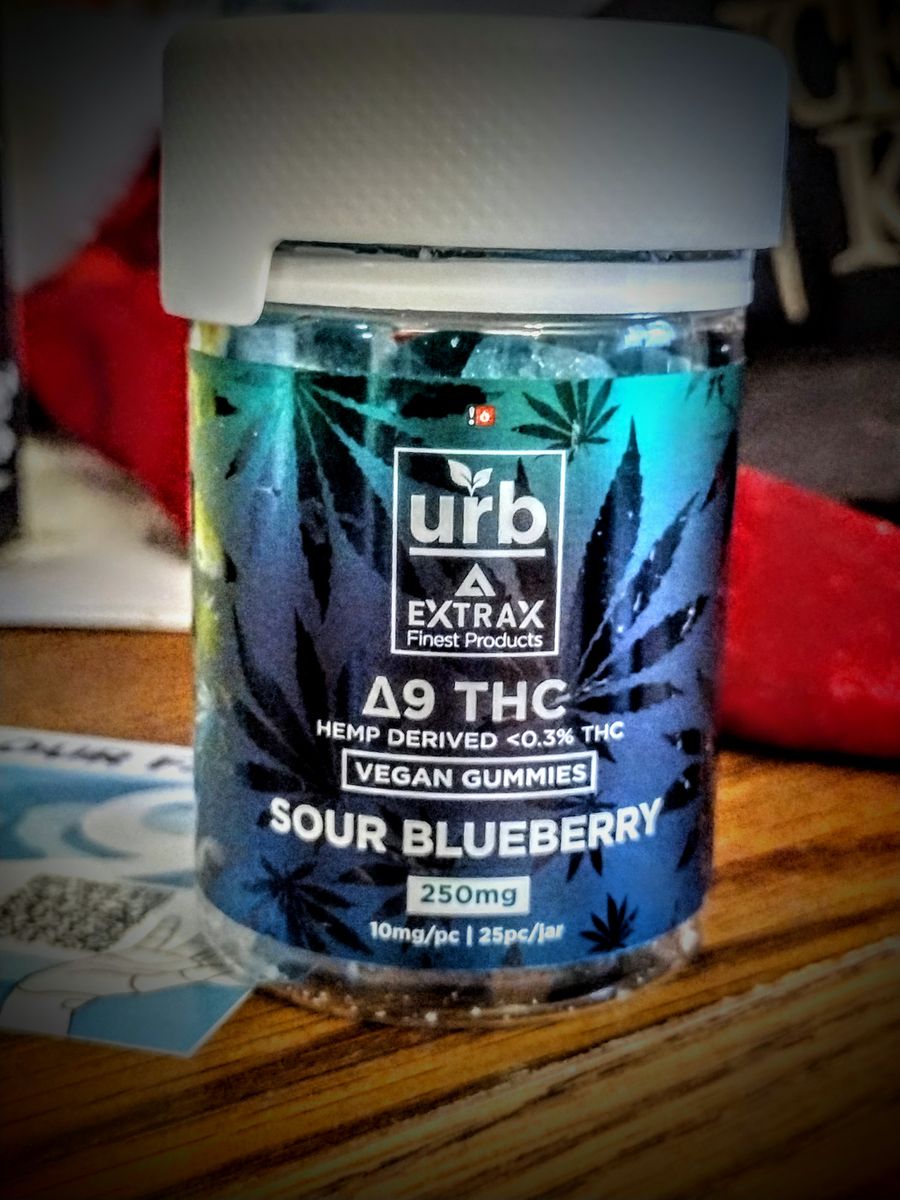 urb
EXTRAX
Finest Products
Δ9 THC
HEMP DERIVED <0.3% THC
VEGAN GUMMIES
SOUR BLUEBERRY
250mg
10mg/pc | 25pc/jar